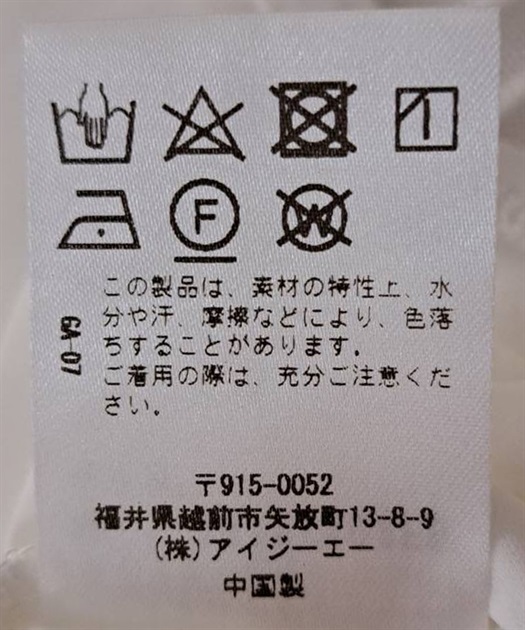 F
W
この製品は、素材の特性上、水
分や汗、摩擦などにより、色落
ちすることがあります。
ご着用の際は、充分ご注意くだ
さい。
GA-07
〒915-0052
福井県越前市矢放町13-8-9
(株)アイジーエー
中国製